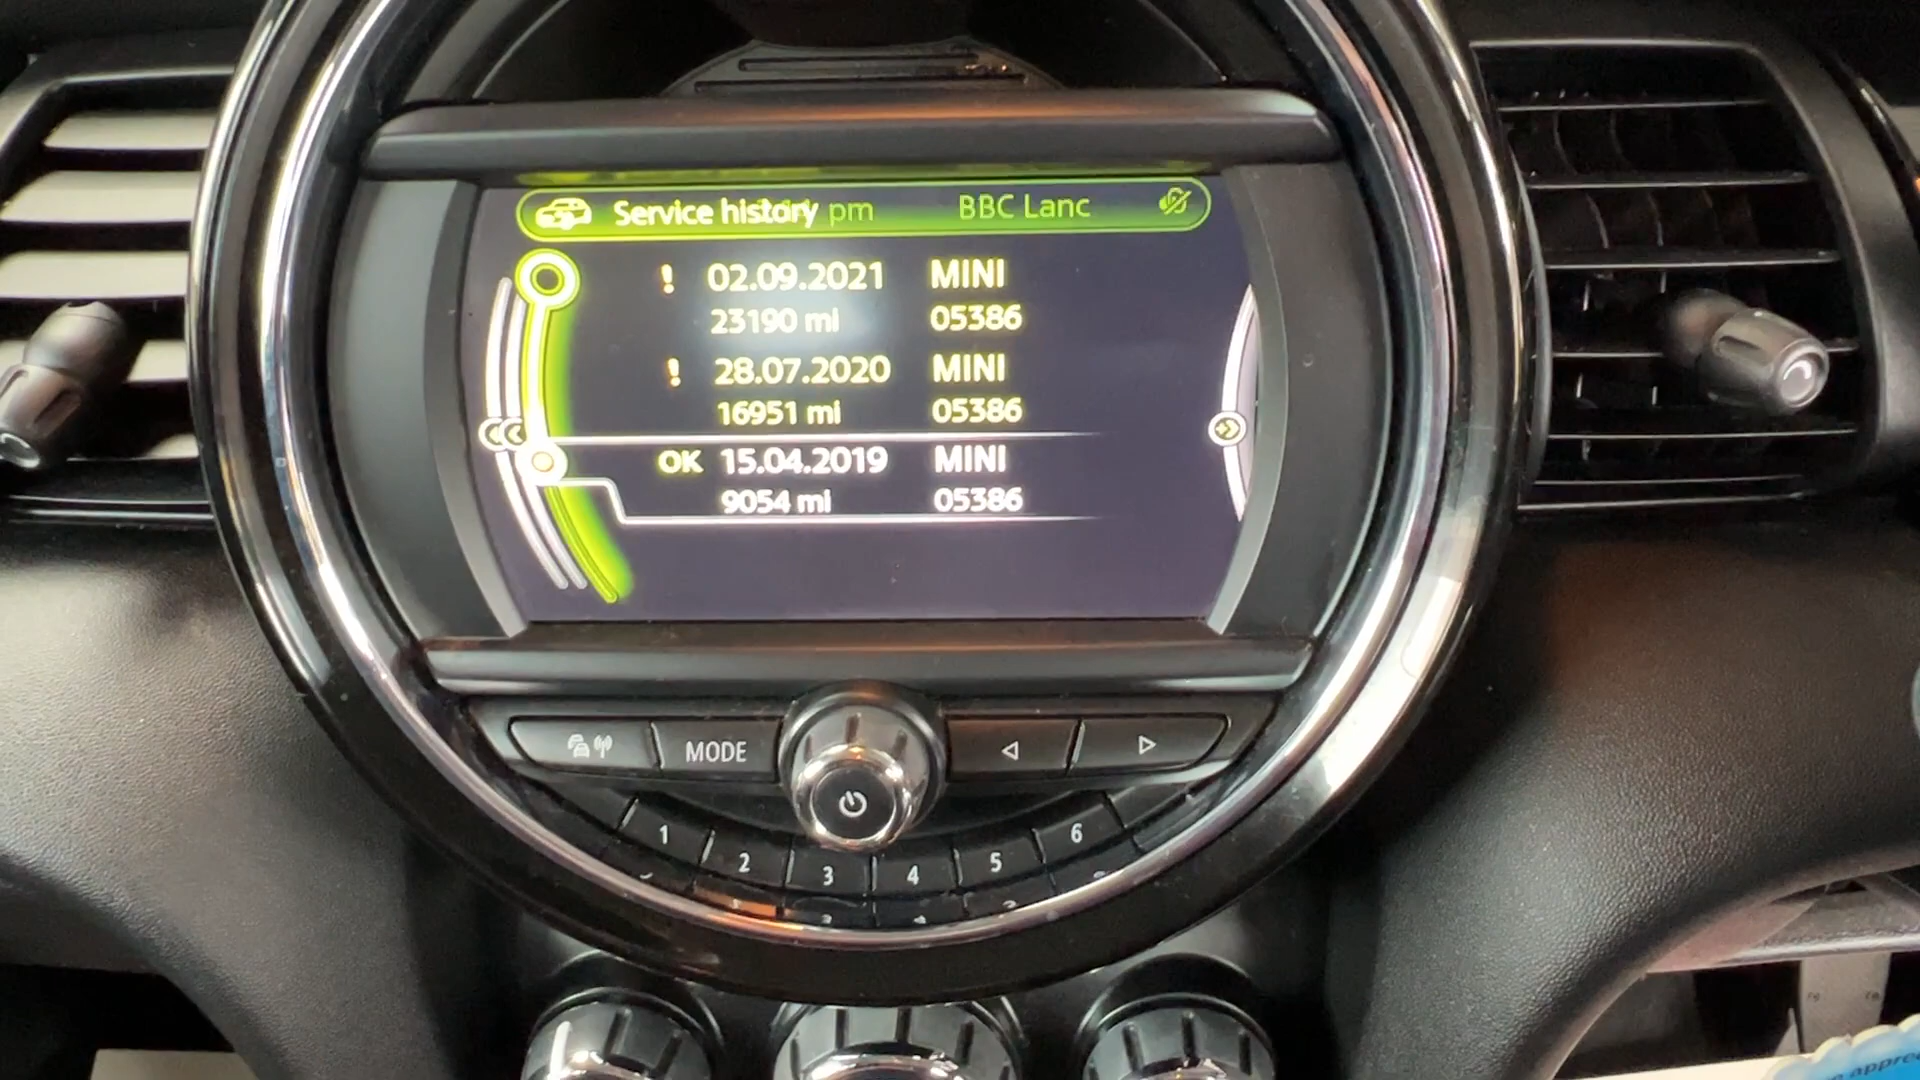 Service history pm BBC Lanc
! 02.09.2021 MINI
23190 mi 05386
! 28.07.2020 MINI
16951 mi 05386
OK 15.04.2019 MINI
9054 mi 05386
MODE
1 2 3 4 5 6